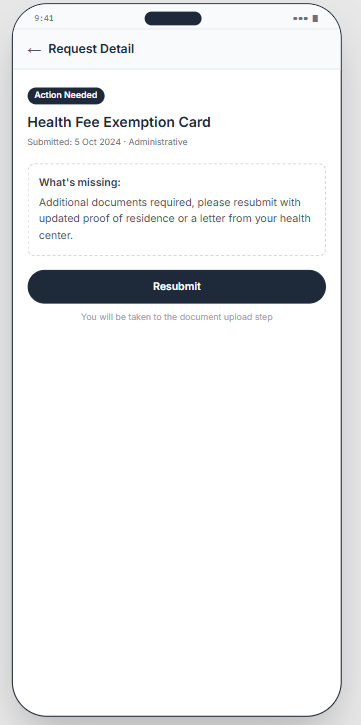 9:41
← Request Detail
Action Needed
Health Fee Exemption Card
Submitted: 5 Oct 2024 · Administrative
What's missing:
Additional documents required, please resubmit with
updated proof of residence or a letter from your health
center.
Resubmit
You will be taken to the document upload step